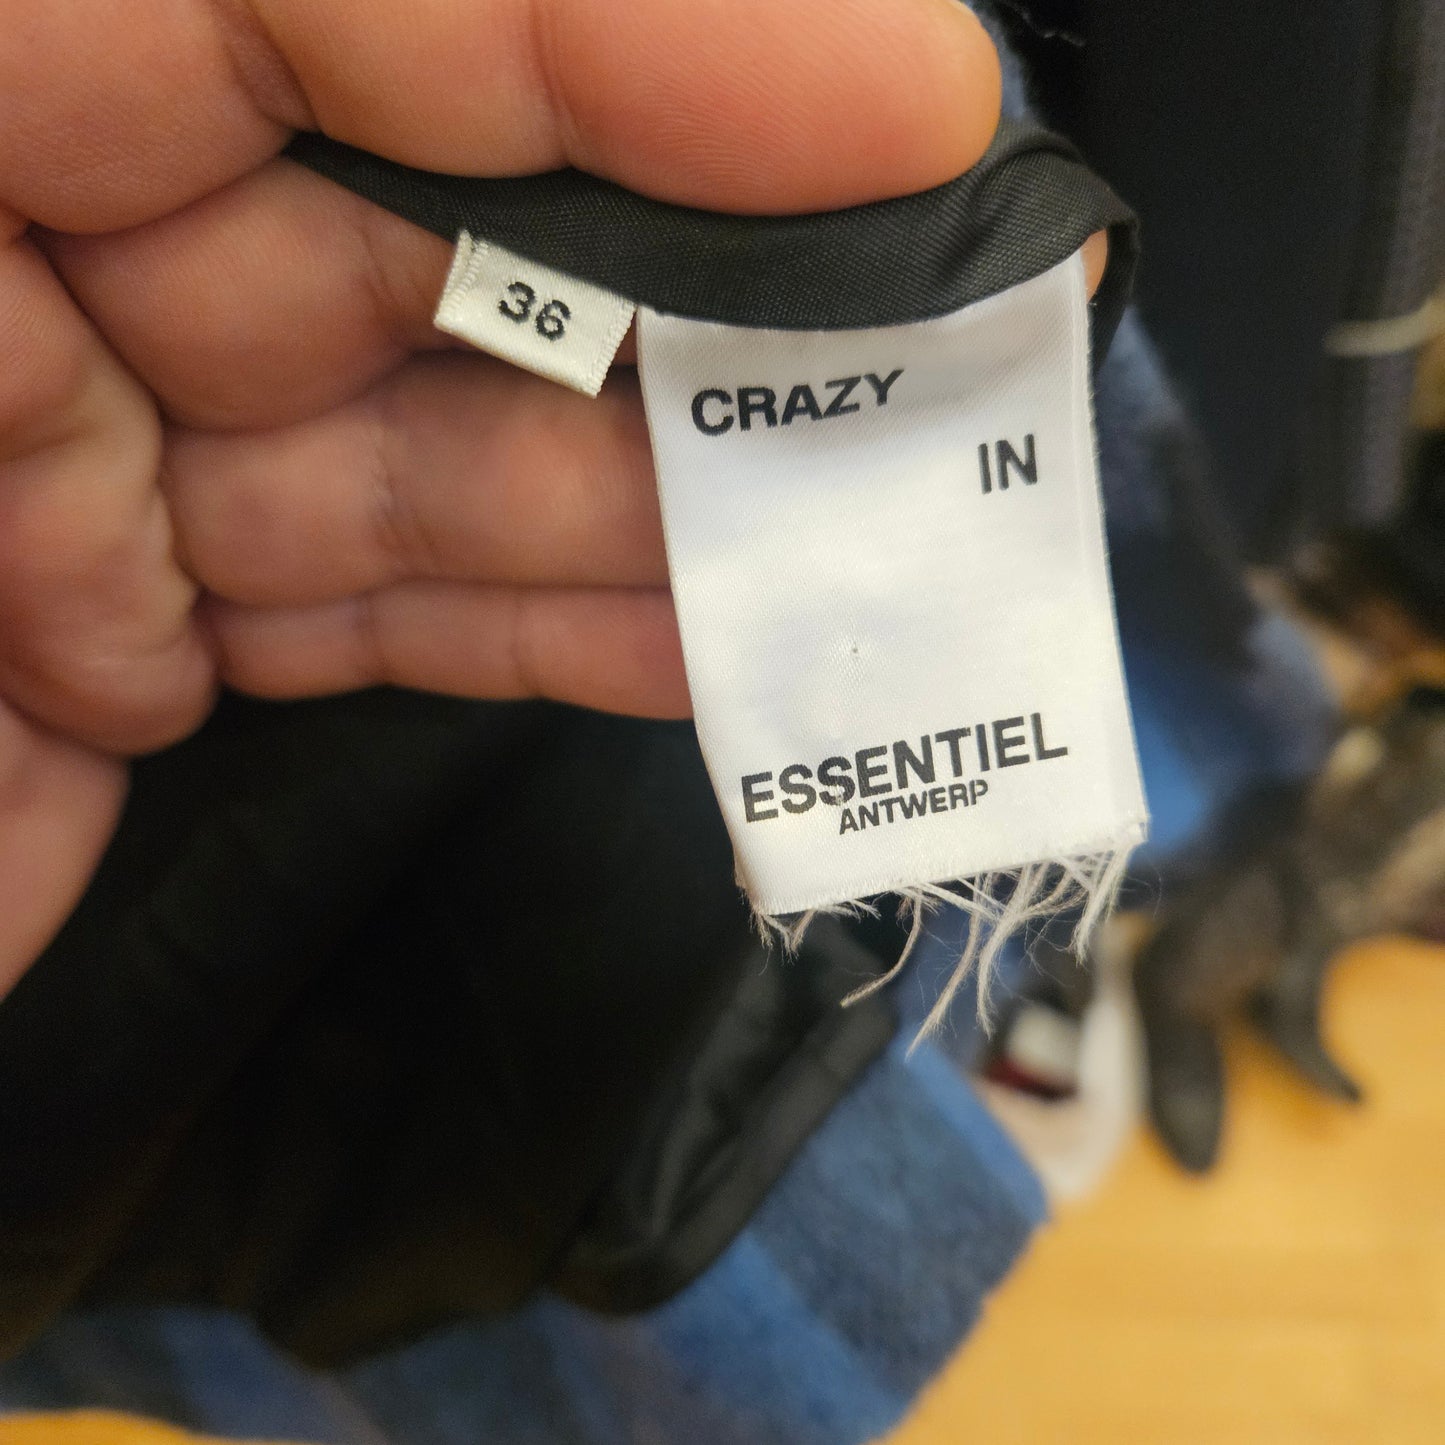 36
CRAZY
IN
ESSENTIEL
ANTWERP